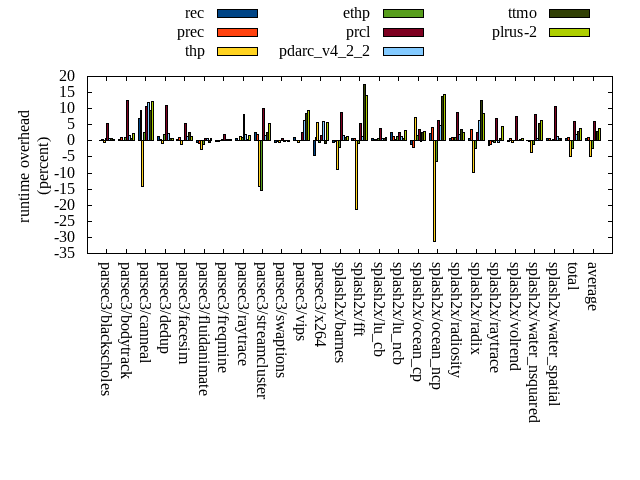 rec
prec
thp
ethp
prcl
pdarc_v4_2_2
ttmo
plrus-2
runtime overhead
(percent)
20
15
10
5
0
-5
-10
-15
-20
-25
-30
-35
parsec3/blackscholes
parsec3/bodytrack
parsec3/canneal
parsec3/dedup
parsec3/facesim
parsec3/fluidanimate
parsec3/freqmine
parsec3/raytrace
parsec3/streamcluster
parsec3/swaptions
parsec3/vips
parsec3/x264
splash2x/barnes
splash2x/fft
splash2x/lu_cb
splash2x/lu_ncb
splash2x/ocean_cp
splash2x/ocean_ncp
splash2x/radiosity
splash2x/radix
splash2x/raytrace
splash2x/volrend
splash2x/water_nsquared
splash2x/water_spatial
total
average